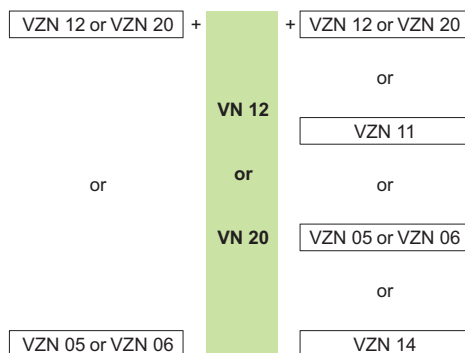 VZN 12 or VZN 20 + + VZN 12 or VZN 20
or
VN 12
VZN 11
or
or
or
VN 20
VZN 05 or VZN 06
or
VZN 05 or VZN 06
VZN 14